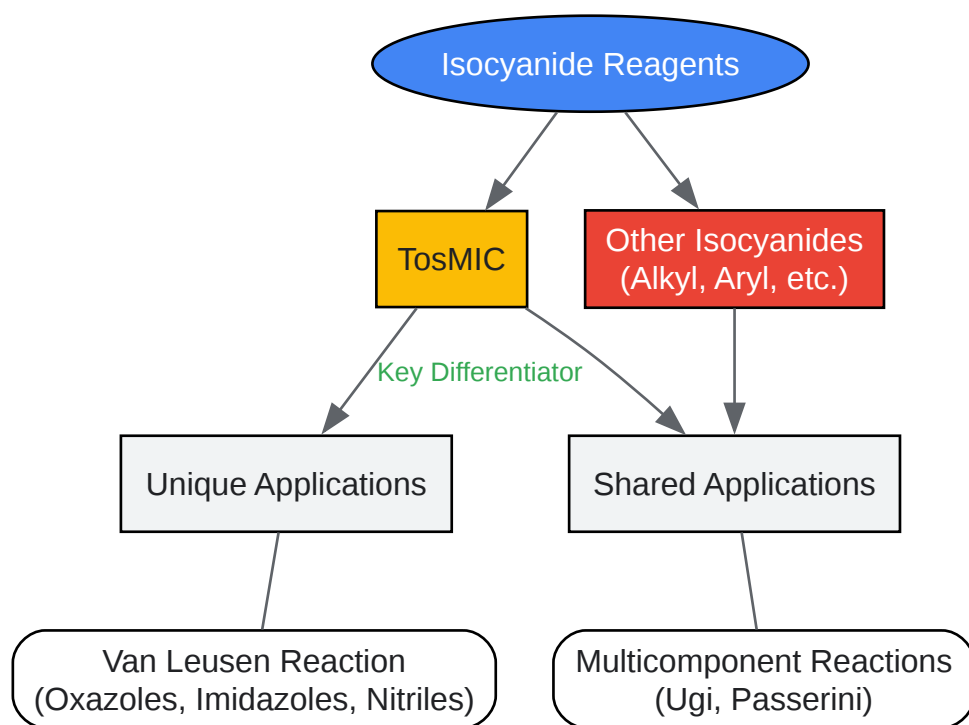 Isocyanide Reagents
TosMIC
Other Isocyanides
(Alkyl, Aryl, etc.)
Key Differentiator
Unique Applications
Shared Applications
Van Leusen Reaction
(Oxazoles, Imidazoles, Nitriles)
Multicomponent Reactions
(Ugi, Passerini)